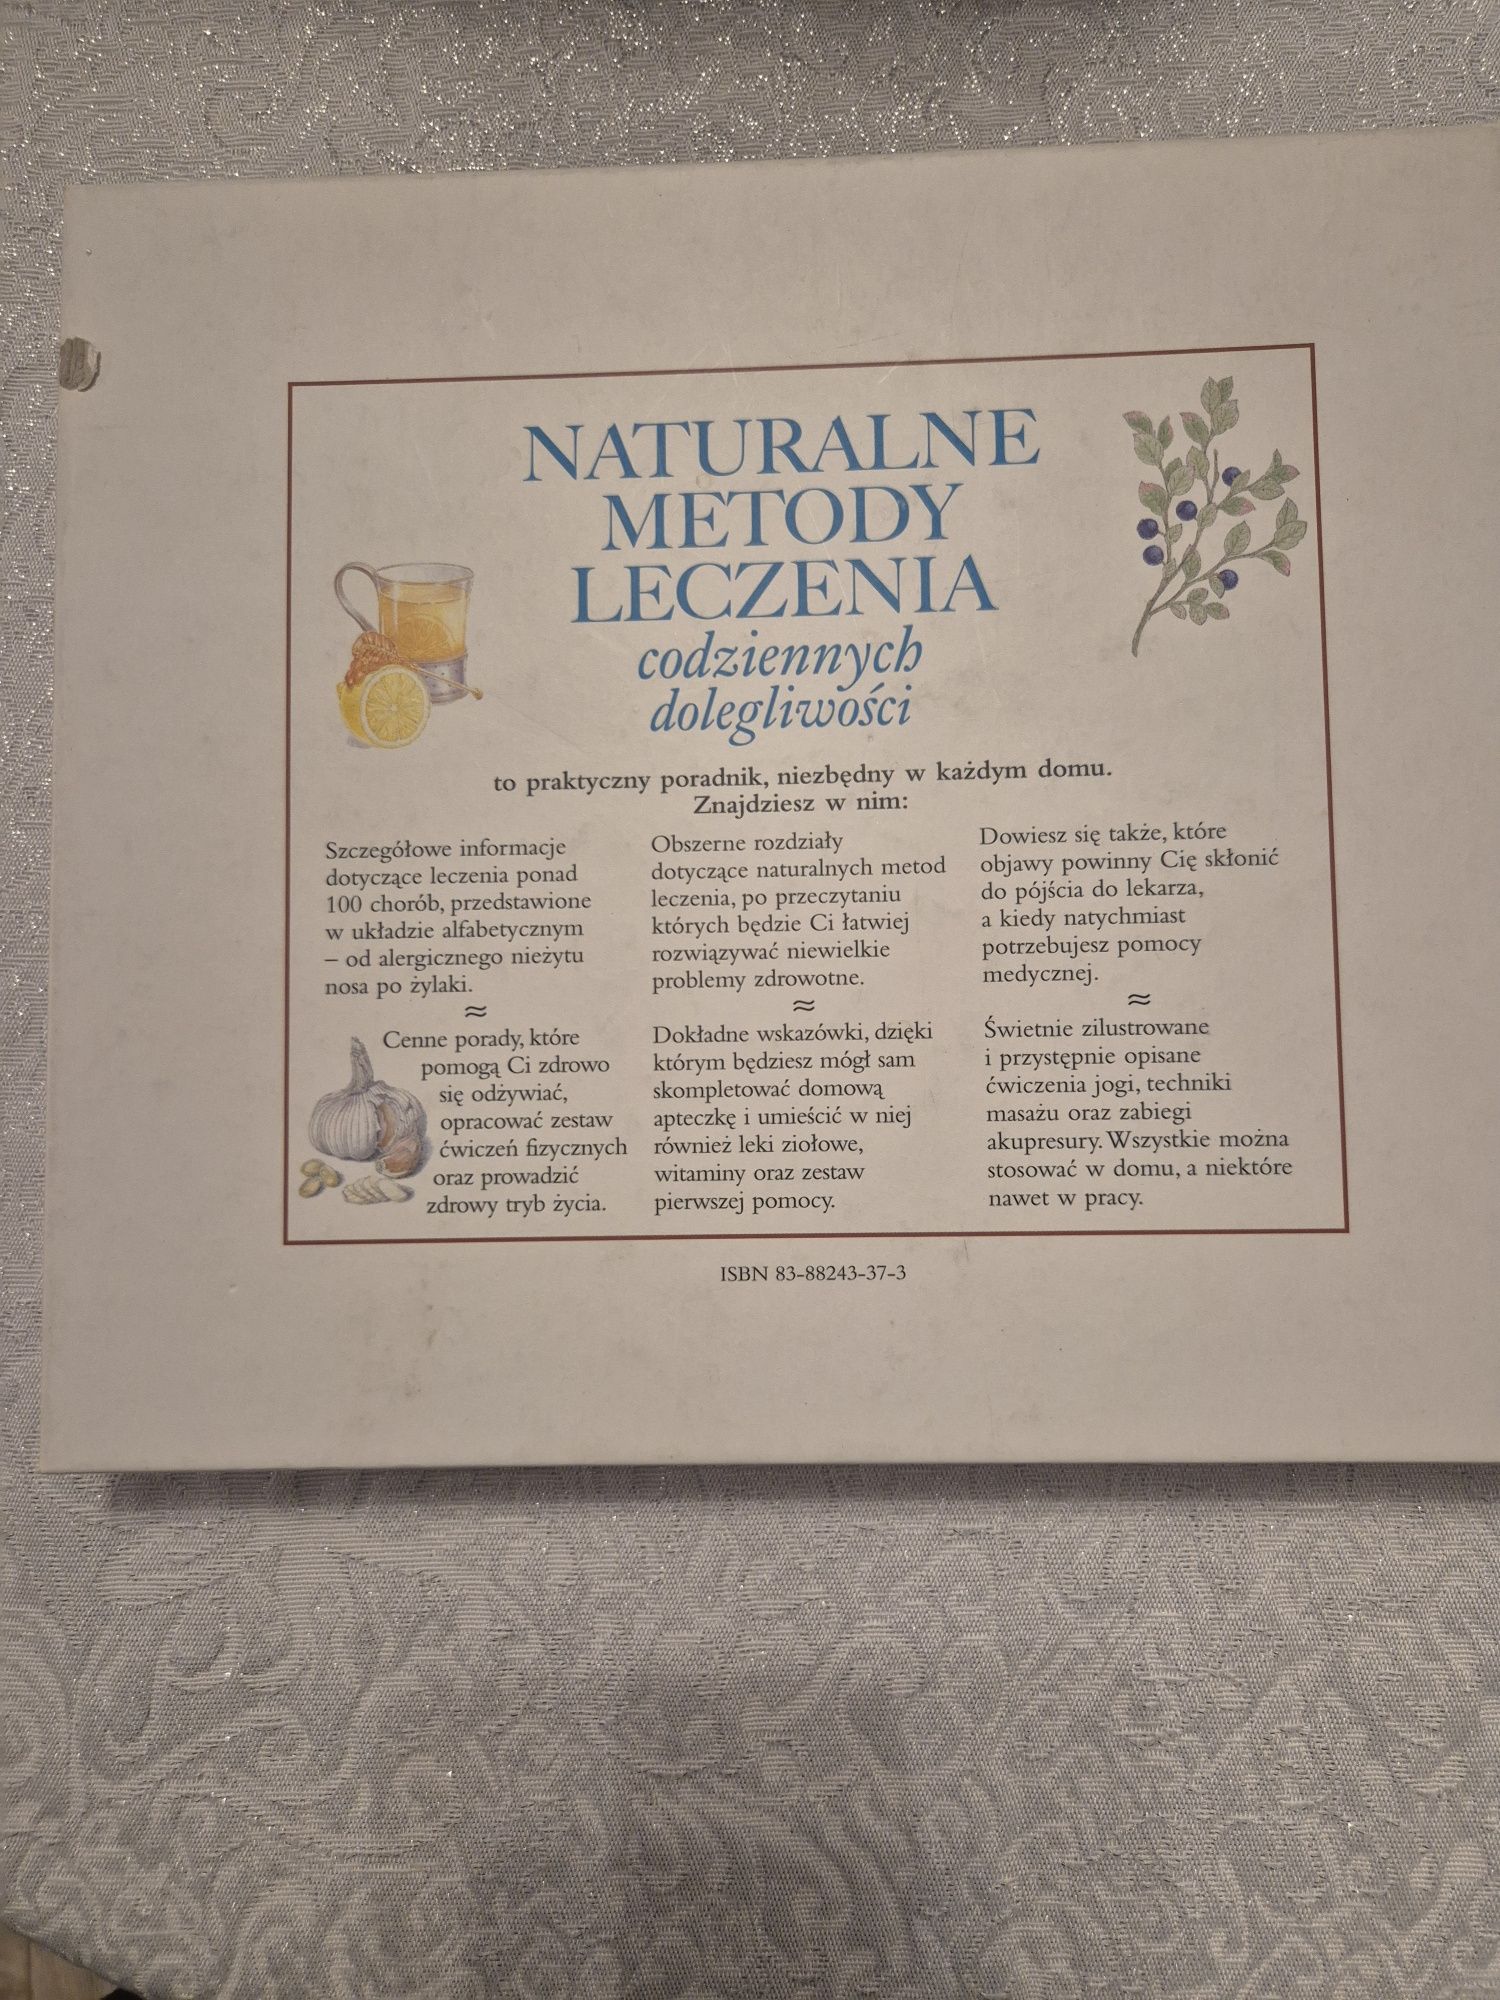 NATURALNE
METODY
LECZENIA
codziennych
dolegliwości
to praktyczny poradnik, niezbędny w każdym domu.
Znajdziesz w nim:
Szczegółowe informacje
dotyczące leczenia ponad
100 chorób, przedstawione
w układzie alfabetycznym
– od alergicznego nieżytu
nosa po żylaki.
≈
Cenne porady, które
pomogą Ci zdrowo
się odżywiać,
opracować zestaw
ćwiczeń fizycznych
oraz prowadzić
zdrowy tryb życia.
Obszerne rozdziały
dotyczące naturalnych metod
leczenia, po przeczytaniu
których będzie Ci łatwiej
rozwiązywać niewielkie
problemy zdrowotne.
≈
Dokładne wskazówki, dzięki
którym będziesz mógł sam
skompletować domową
apteczkę i umieścić w niej
również leki ziołowe,
witaminy oraz zestaw
pierwszej pomocy.
Dowiesz się także, które
objawy powinny Cię skłonić
do pójścia do lekarza,
a kiedy natychmiast
potrzebujesz pomocy
medycznej.
≈
Świetnie zilustrowane
i przystępnie opisane
ćwiczenia jogi, techniki
masażu oraz zabiegi
akupresury. Wszystkie można
stosować w domu, a niektóre
nawet w pracy.
ISBN 83-88243-37-3